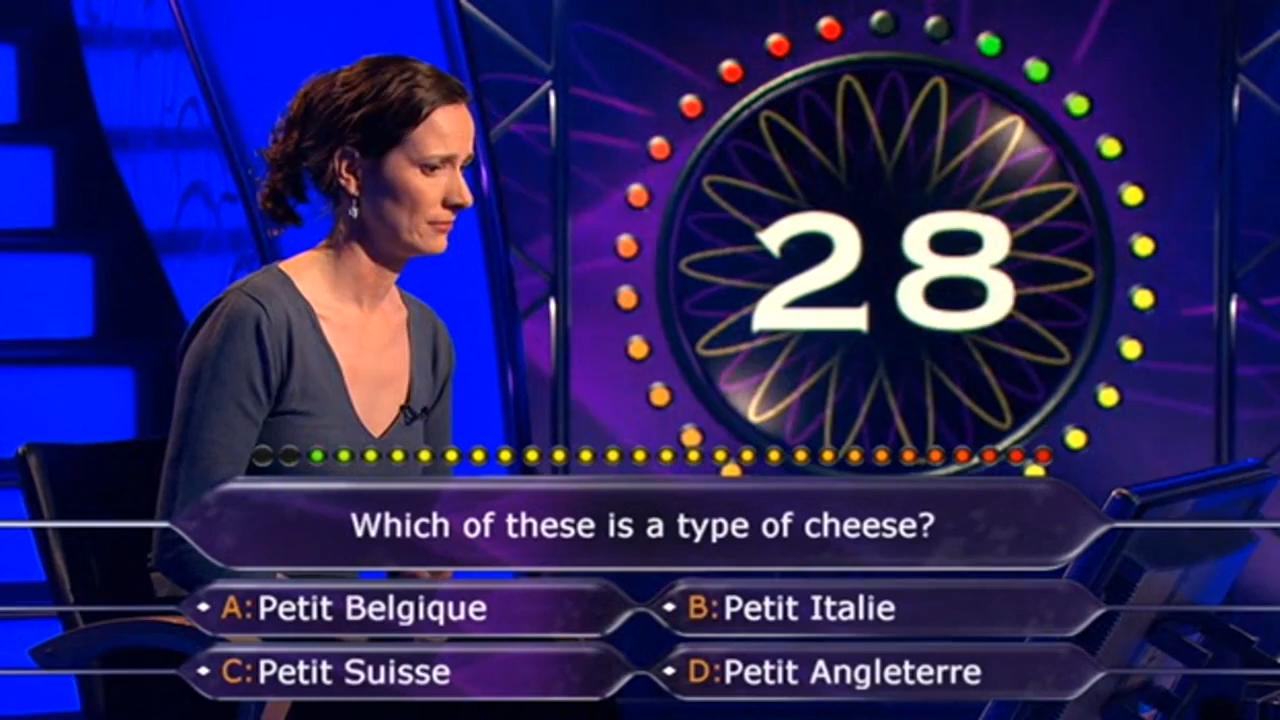 28
Which of these is a type of cheese?
A: Petit Belgique
B: Petit Italie
C: Petit Suisse
D: Petit Angleterre